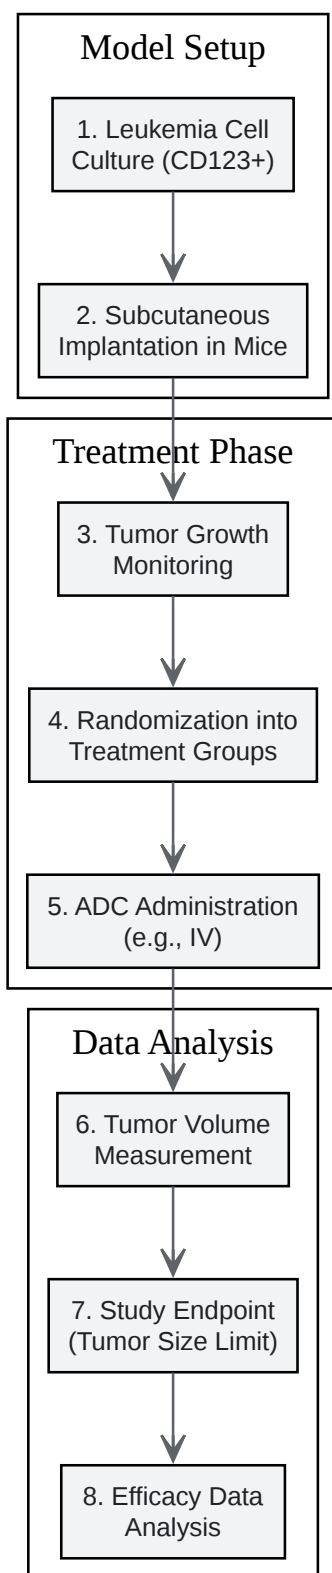 Model Setup
1. Leukemia Cell
Culture (CD123+)
2. Subcutaneous
Implantation in Mice
Treatment Phase
3. Tumor Growth
Monitoring
4. Randomization into
Treatment Groups
5. ADC Administration
(e.g., IV)
Data Analysis
6. Tumor Volume
Measurement
7. Study Endpoint
(Tumor Size Limit)
8. Efficacy Data
Analysis